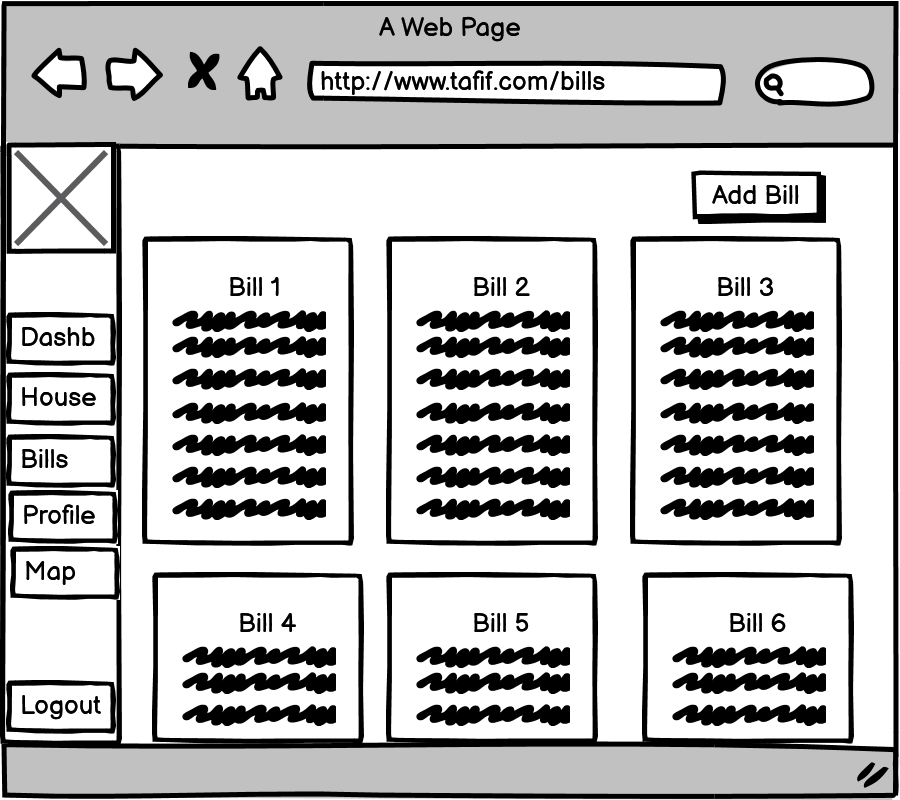 A Web Page
http://www.tafif.com/bills
Add Bill
Dashb
House
Bills
Profile
Map
Logout
Bill 1
Bill 2
Bill 3
Bill 4
Bill 5
Bill 6